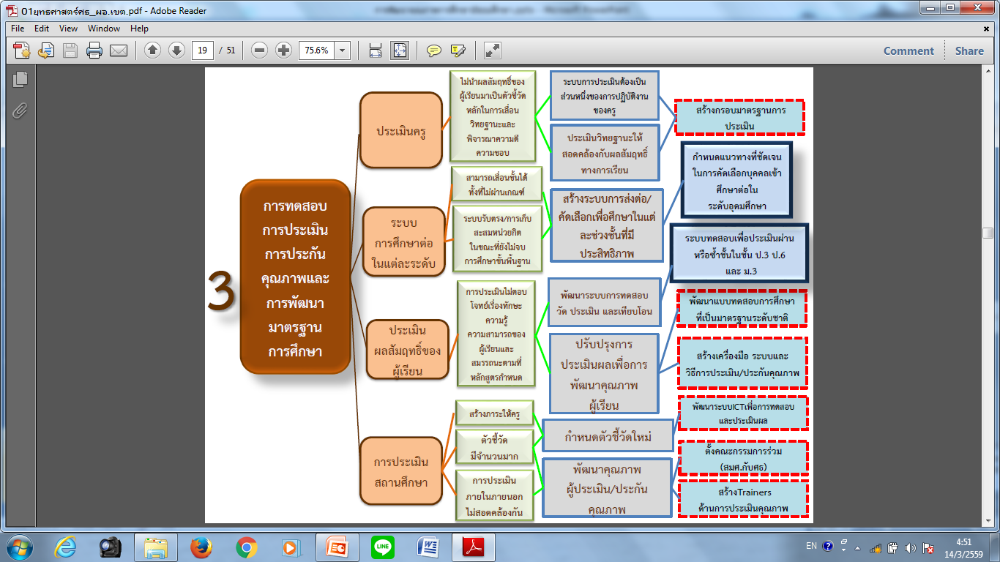 01ยุทธศาสตร์ศธ_ผอ.เขต.pdf - Adobe Reader
File Edit View Window Help
19 / 51
75.6%
Comment Share
3
การทดสอบ
การประเมิน
การประกัน
คุณภาพและ
การพัฒนา
มาตรฐาน
การศึกษา
ประเมินครู
ไม่นำผลสัมฤทธิ์ของ
ผู้เรียนมาเป็นตัวชี้วัด
หลักในการเลื่อน
วิทยฐานะและ
พิจารณาความดี
ความชอบ
ระบบการประเมินต้องเป็น
ส่วนหนึ่งของการปฏิบัติงาน
ของครู
ประเมินวิทยฐานะให้
สอดคล้องกับผลสัมฤทธิ์
ทางการเรียน
สร้างกรอบมาตรฐานการ
ประเมิน
ระบบ
การศึกษาต่อ
ในแต่ละระดับ
สามารถเลื่อนชั้นได้
ทั้งที่ไม่ผ่านเกณฑ์
ระบบรับตรง/การเก็บ
สะสมหน่วยกิต
ในขณะที่ยังไม่จบ
การศึกษาขั้นพื้นฐาน
สร้างระบบการส่งต่อ/
คัดเลือกเพื่อศึกษาในแต่
ละช่วงชั้นที่มี
ประสิทธิภาพ
กำหนดแนวทางที่ชัดเจน
ในการคัดเลือกบุคคลเข้า
ศึกษาต่อใน
ระดับอุดมศึกษา
ระบบทดสอบเพื่อประเมินผ่าน
หรือซ้ำชั้นในชั้น ป.3 ป.6
และ ม.3
ประเมิน
ผลสัมฤทธิ์ของ
ผู้เรียน
การประเมินไม่ตอบ
โจทย์เรื่องทักษะ
ความรู้
ความสามารถของ
ผู้เรียนและ
สมรรถนะตามที่
หลักสูตรกำหนด
พัฒนาระบบการทดสอบ
วัด ประเมิน และเทียบโอน
ปรับปรุงการ
ประเมินผลเพื่อการ
พัฒนาคุณภาพ
ผู้เรียน
พัฒนาแบบทดสอบการศึกษา
ที่เป็นมาตรฐานระดับชาติ
สร้างเครื่องมือ ระบบและ
วิธีการประเมิน/ประกันคุณภาพ
การประเมิน
สถานศึกษา
สร้างภาระให้ครู
ตัวชี้วัด
มีจำนวนมาก
การประเมิน
ภายในภายนอก
ไม่สอดคล้องกัน
กำหนดตัวชี้วัดใหม่
พัฒนาคุณภาพ
ผู้ประเมิน/ประกัน
คุณภาพ
พัฒนาระบบICTเพื่อการทดสอบ
และประเมินผล
ตั้งคณะกรรมการร่วม
(สมศ.กับศธ)
สร้างTrainers
ด้านการประเมินคุณภาพ
LINE
EN
4:51
14/3/2559